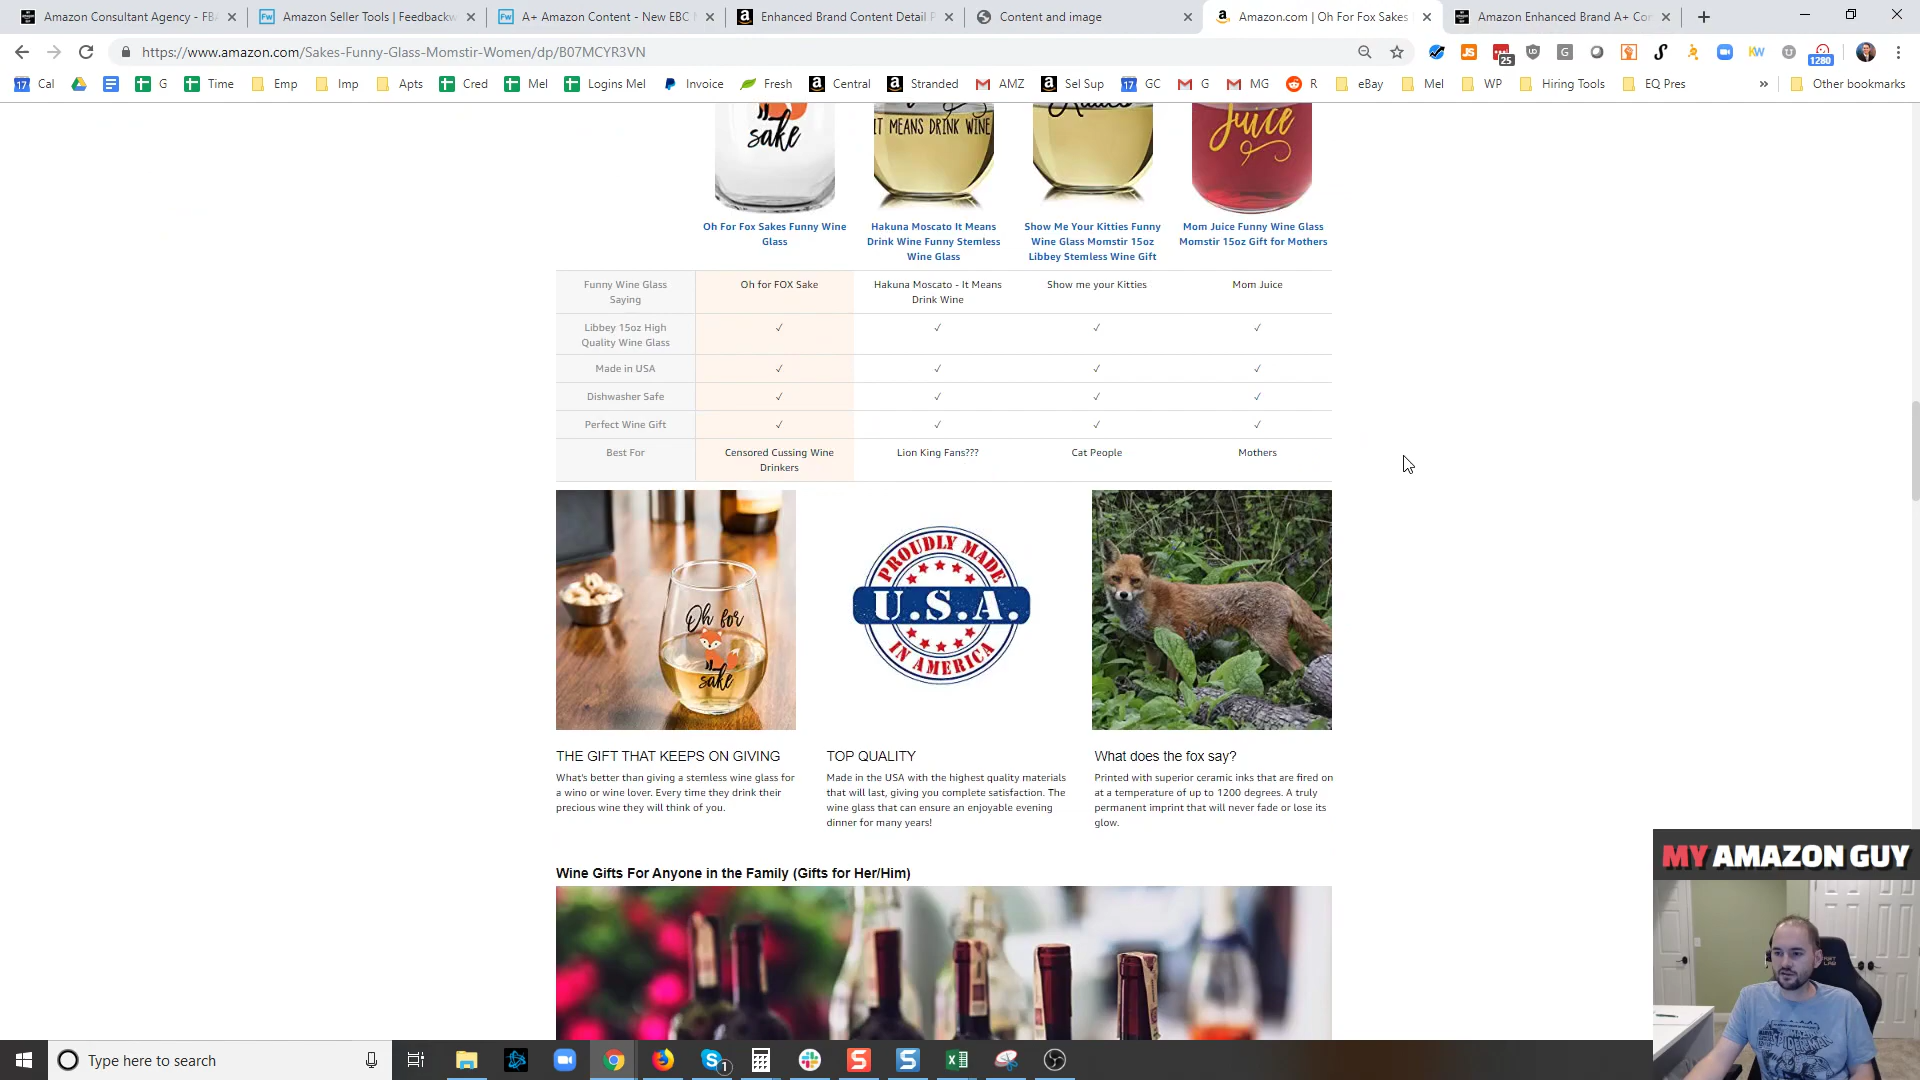 Amazon Consultant Agency - FBA
Amazon Seller Tools | Feedbackw
A+ Amazon Content - New EBC M
Enhanced Brand Content Detail P
Content and image
Amazon.com | Oh For Fox Sakes
Amazon Enhanced Brand A+ Con
https://www.amazon.com/Sakes-Funny-Glass-Momstir-Women/dp/B07MCYR3VN
25
1280
Cal
G
Time
Emp
Imp
Apts
Cred
Mel
Logins Mel
Invoice
Fresh
Central
Stranded
AMZ
Sel Sup
GC
G
MG
R
eBay
Mel
WP
Hiring Tools
EQ Pres
Other bookmarks
sake
IT MEANS DRINK WINE
Juice
Oh For Fox Sakes Funny Wine
Glass
Hakuna Moscato It Means
Drink Wine Funny Stemless
Wine Glass
Show Me Your Kitties Funny
Wine Glass Momstir 15oz
Libbey Stemless Wine Gift
Mom Juice Funny Wine Glass
Momstir 15oz Gift for Mothers
Funny Wine Glass
Saying
Oh for FOX Sake
Hakuna Moscato - It Means
Drink Wine
Show me your Kitties
Mom Juice
Libbey 15oz High
Quality Wine Glass
✓ ✓ ✓ ✓
Made in USA ✓ ✓ ✓ ✓
Dishwasher Safe ✓ ✓ ✓ ✓
Perfect Wine Gift ✓ ✓ ✓ ✓
Best For
Censored Cussing Wine
Drinkers
Lion King Fans???
Cat People
Mothers
Oh for
sake
PROUDLY MADE
U.S.A.
IN AMERICA
THE GIFT THAT KEEPS ON GIVING
What's better than giving a stemless wine glass for
a wino or wine lover. Every time they drink their
precious wine they will think of you.
TOP QUALITY
Made in the USA with the highest quality materials
that will last, giving you complete satisfaction. The
wine glass that can ensure an enjoyable evening
dinner for many years!
What does the fox say?
Printed with superior ceramic inks that are fired on
at a temperature of up to 1200 degrees. A truly
permanent imprint that will never fade or lose its
glow.
Wine Gifts For Anyone in the Family (Gifts for Her/Him)
MY AMAZON GUY
Type here to search
1